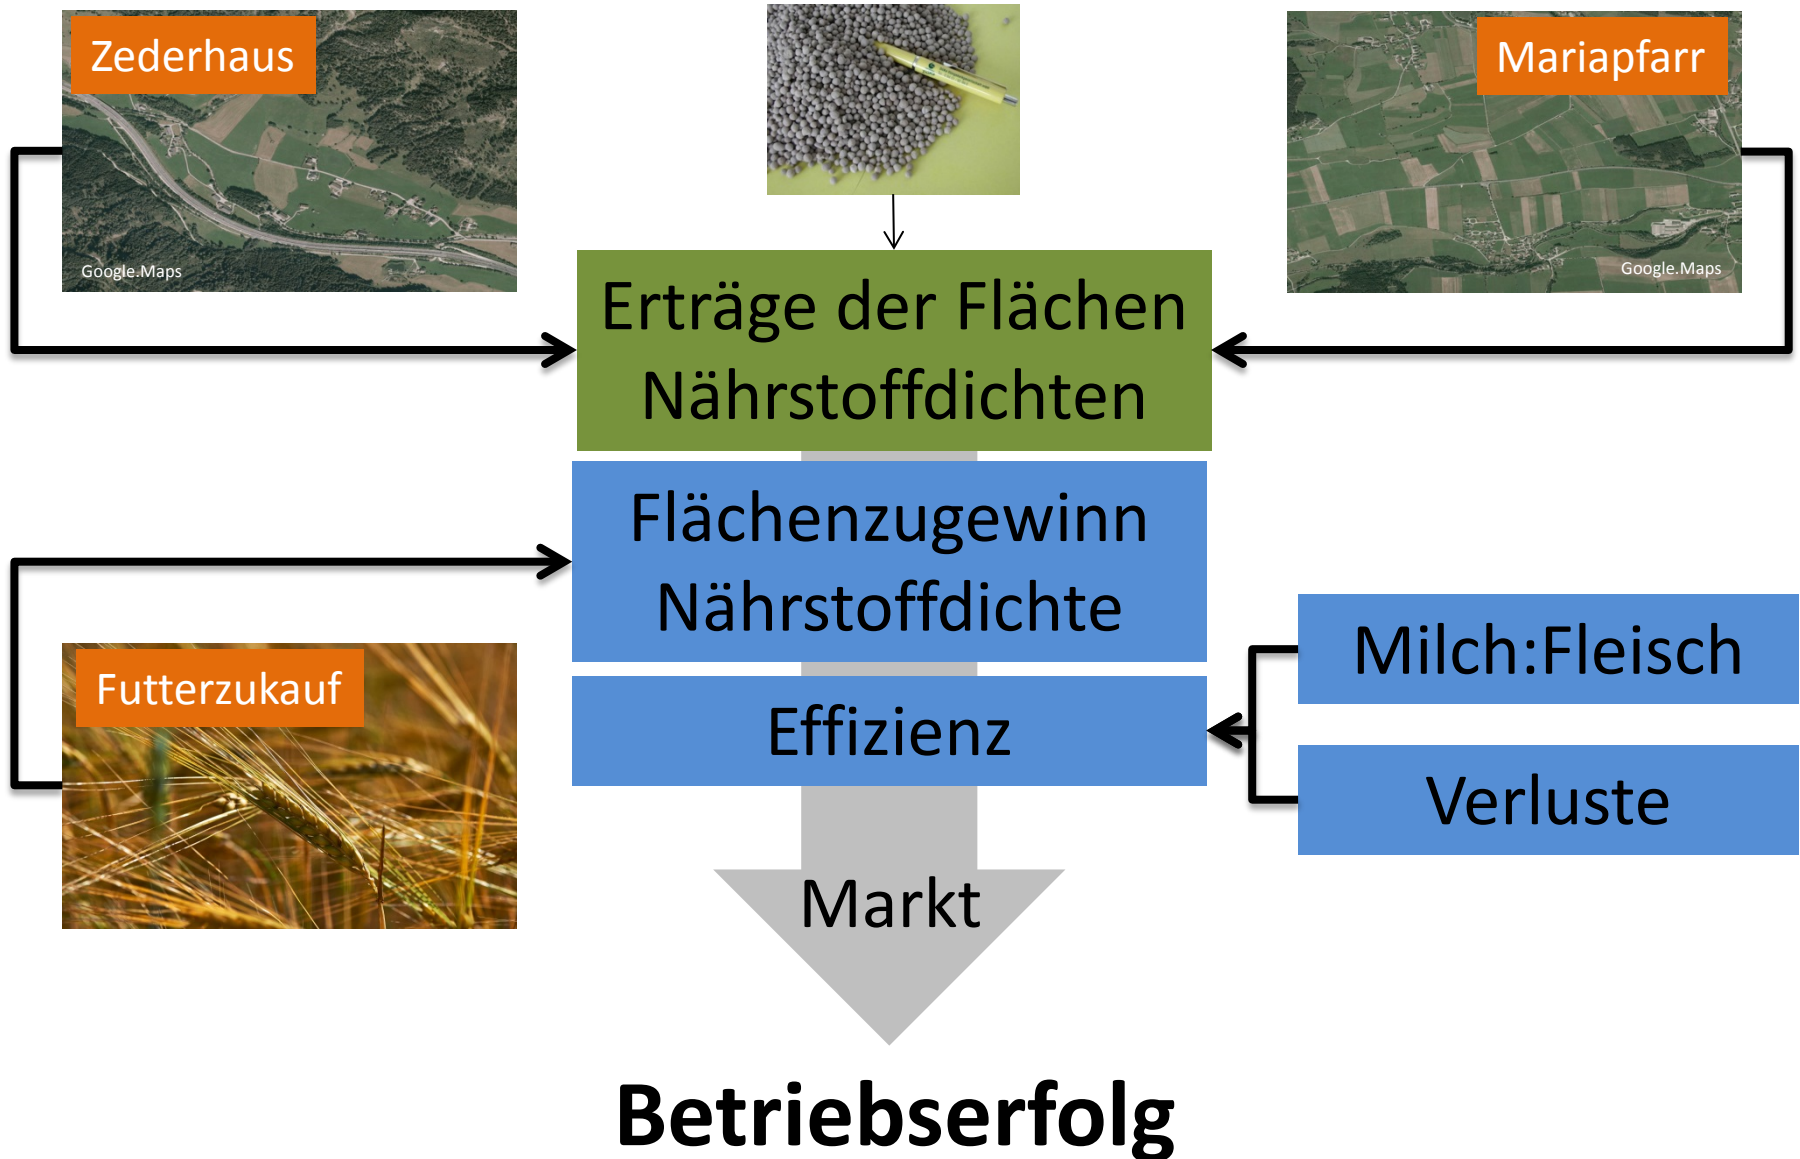 Zederhaus
Google.Maps
Mariapfarr
Google.Maps
Erträge der Flächen
Nährstoffdichten
Flächenzugewinn
Nährstoffdichte
Futterzukauf
Effizienz
Milch:Fleisch
Verluste
Markt
Betriebserfolg